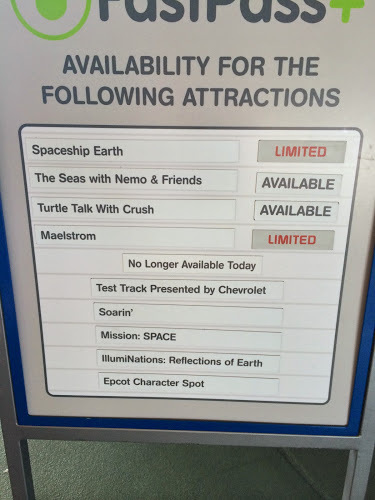 FastPass+
AVAILABILITY FOR THE
FOLLOWING ATTRACTIONS
Spaceship Earth LIMITED
The Seas with Nemo & Friends AVAILABLE
Turtle Talk With Crush AVAILABLE
Maelstrom LIMITED
No Longer Available Today
Test Track Presented by Chevrolet
Soarin'
Mission: SPACE
IllumiNations: Reflections of Earth
Epcot Character Spot